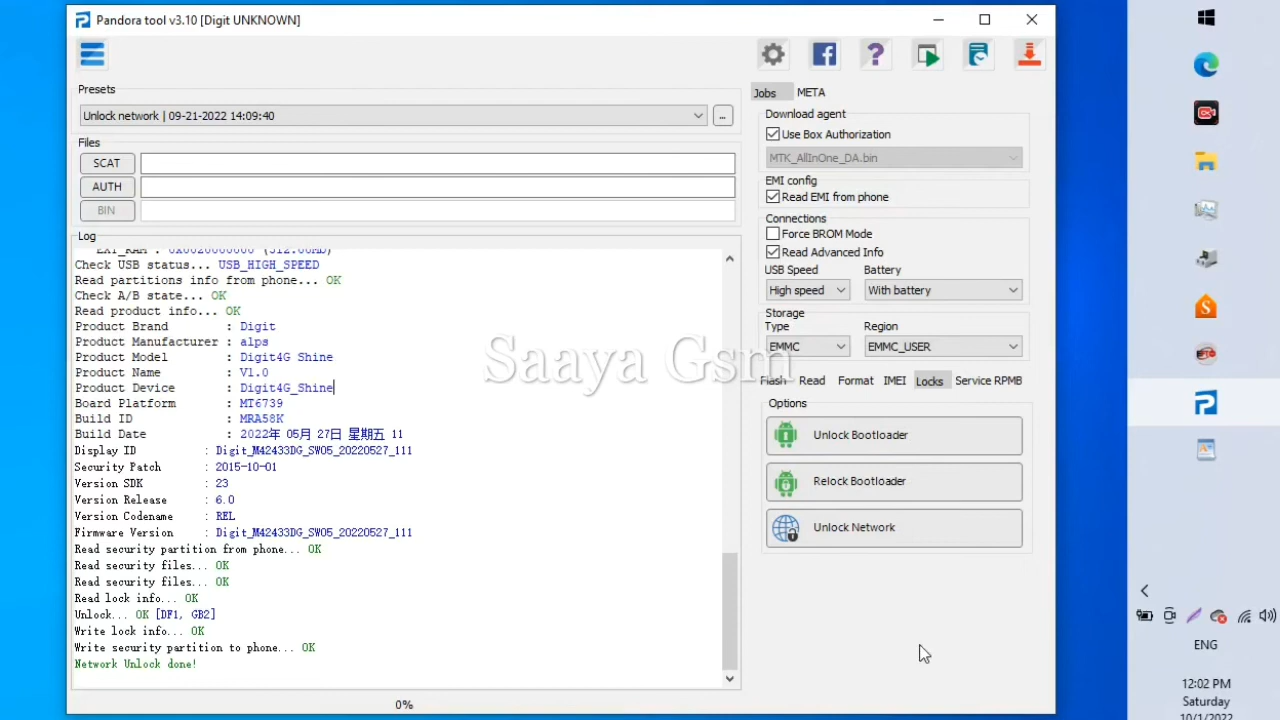 Pandora tool v3.10 [Digit UNKNOWN]
Presets
Unlock network | 09-21-2022 14:09:40
...
Files
SCAT
AUTH
BIN
Log
EXT_RAM : 0x0020000000 (512.00MB)
Check USB status... USB_HIGH_SPEED
Read partitions info from phone... OK
Check A/B state... OK
Read product info... OK
Product Brand : Digit
Product Manufacturer : alps
Product Model : Digit4G Shine
Product Name : V1.0
Product Device : Digit4G_Shine
Board Platform : MT6739
Build ID : MRA58K
Build Date : 2022年 05月 27日 星期五 11
Display ID : Digit_M42433DG_SW05_20220527_111
Security Patch : 2015-10-01
Version SDK : 23
Version Release : 6.0
Version Codename : REL
Firmware Version : Digit_M42433DG_SW05_20220527_111
Read security partition from phone... OK
Read security files... OK
Read security files... OK
Read lock info... OK
Unlock... OK [DF1, GB2]
Write lock info... OK
Write security partition to phone... OK
Network Unlock done!
0%
Jobs META
Download agent
Use Box Authorization
MTK_AllInOne_DA.bin
EMI config
Read EMI from phone
Connections
Force BROM Mode
Read Advanced Info
USB Speed Battery
High speed With battery
Storage
Type Region
EMMC EMMC_USER
Flash Read Format IMEI Locks Service RPMB
Options
Unlock Bootloader
Relock Bootloader
Unlock Network
Saaya Gsm
ENG
12:02 PM
Saturday
10/1/2022